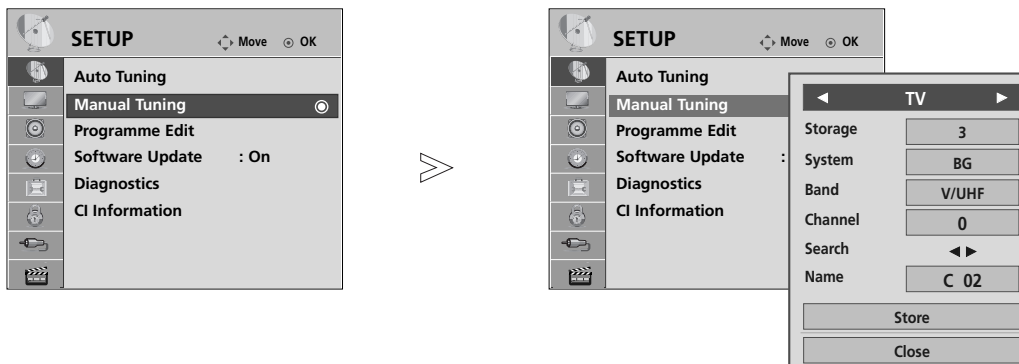 SETUP Move OK
Auto Tuning
Manual Tuning
Programme Edit
Software Update : On
Diagnostics
CI Information
SETUP Move OK
Auto Tuning
Manual Tuning
Programme Edit
Software Update :
Diagnostics
CI Information
◄ TV ►
Storage 3
System BG
Band V/UHF
Channel 0
Search ◄ ►
Name C 02
Store
Close